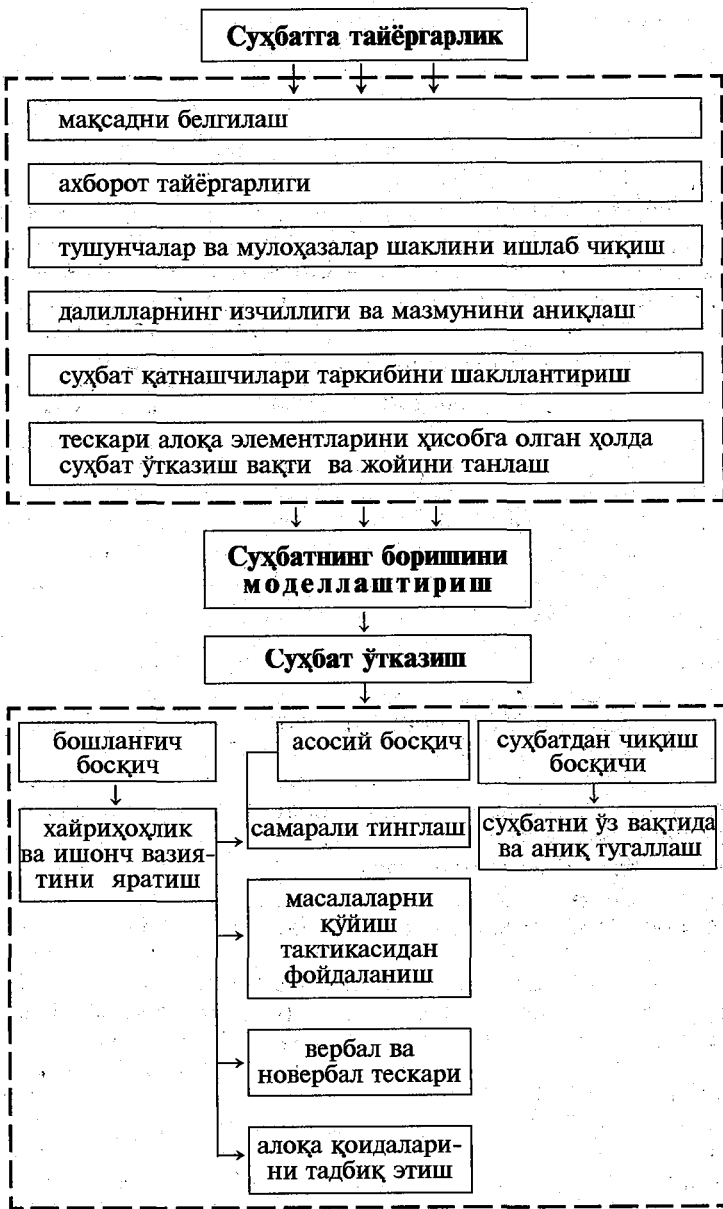 Суҳбатга тайёргарлик
мақсадни белгилаш
ахборот тайёргарлиги
тушунчалар ва мулоҳазалар шаклини ишлаб чиқиш
далилларнинг изчиллиги ва мазмунини аниқлаш
суҳбат қатнашчилари таркибини шакллантириш
тескари алоқа элементларини ҳисобга олган ҳолда
суҳбат ўтказиш вақти ва жойини танлаш
Суҳбатнинг боришини
моделлаштириш
Суҳбат ўтказиш
бошланғич
босқич
хайриҳоҳлик
ва ишонч вазия-
тини яратиш
асосий босқич
самарали тинглаш
масалаларни
қўйиш
тактикасидан
фойдаланиш
вербал ва
новербал тескари
алоқа қоидалари-
ни тадбиқ этиш
суҳбатдан чиқиш
босқичи
суҳбатни ўз вақтида
ва аниқ тугаллаш